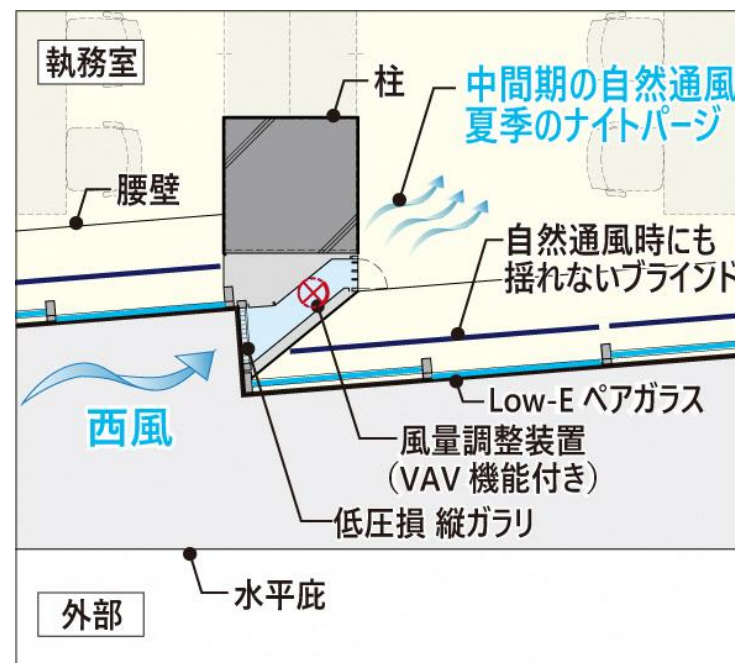 執務室
柱
中間期の自然通風
夏季のナイトパージ
腰壁
自然通風時にも
揺れないブラインド
西風
Low-E ペアガラス
風量調整装置
（VAV 機能付き）
低圧損 縦ガラリ
水平庇
外部